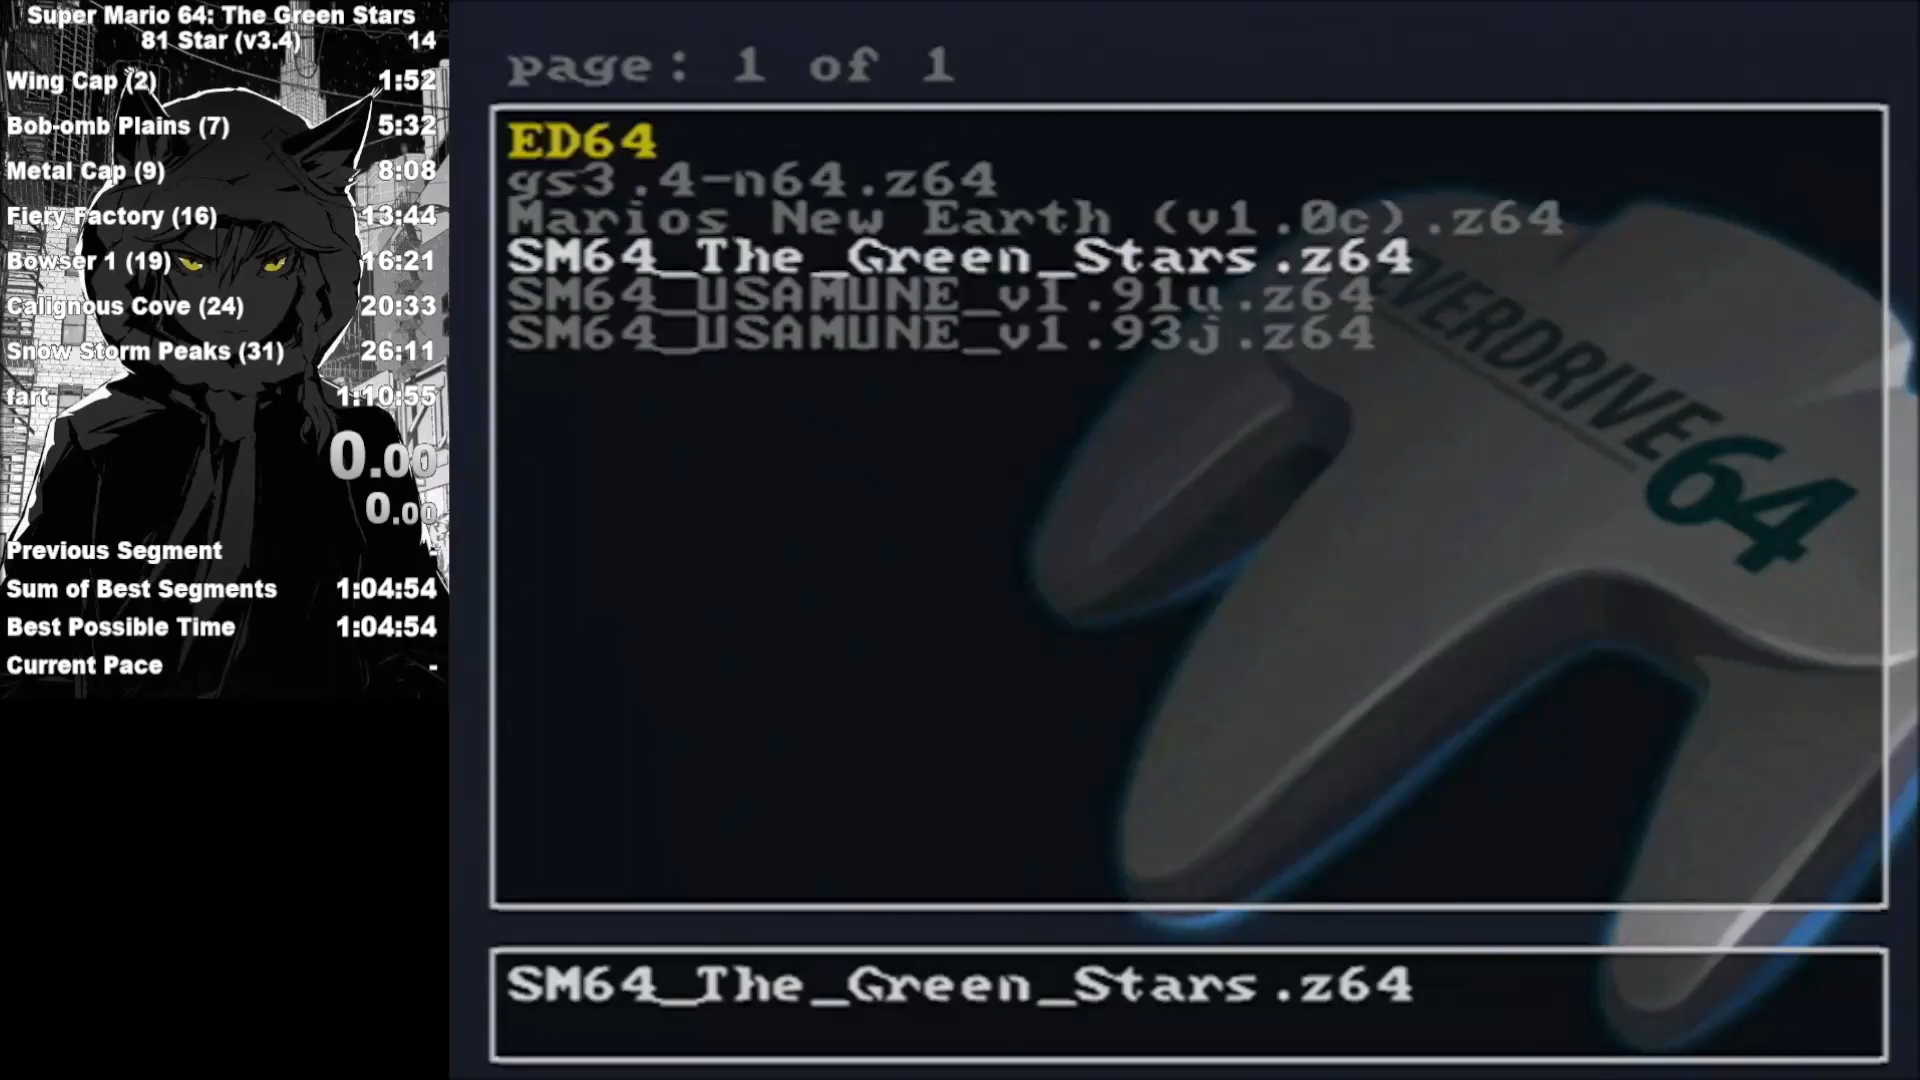 Super Mario 64: The Green Stars
81 Star (v3.4) 14
Wing Cap (2) 1:52
Bob-omb Plains (7) 5:32
Metal Cap (9) 8:08
Fiery Factory (16) 13:44
Bowser 1 (19) 16:21
Calignous Cove (24) 20:33
Snow Storm Peaks (31) 26:11
fart 1:10:55
0.00
0.00
Previous Segment -
Sum of Best Segments 1:04:54
Best Possible Time 1:04:54
Current Pace -
page: 1 of 1
ED64
gs3.4-n64.z64
Marios New Earth (v1.0c).z64
SM64_The_Green_Stars.z64
SM64_USAMUNE_v1.91u.z64
SM64_USAMUNE_v1.93j.z64
EVERDRIVE64
SM64_The_Green_Stars.z64